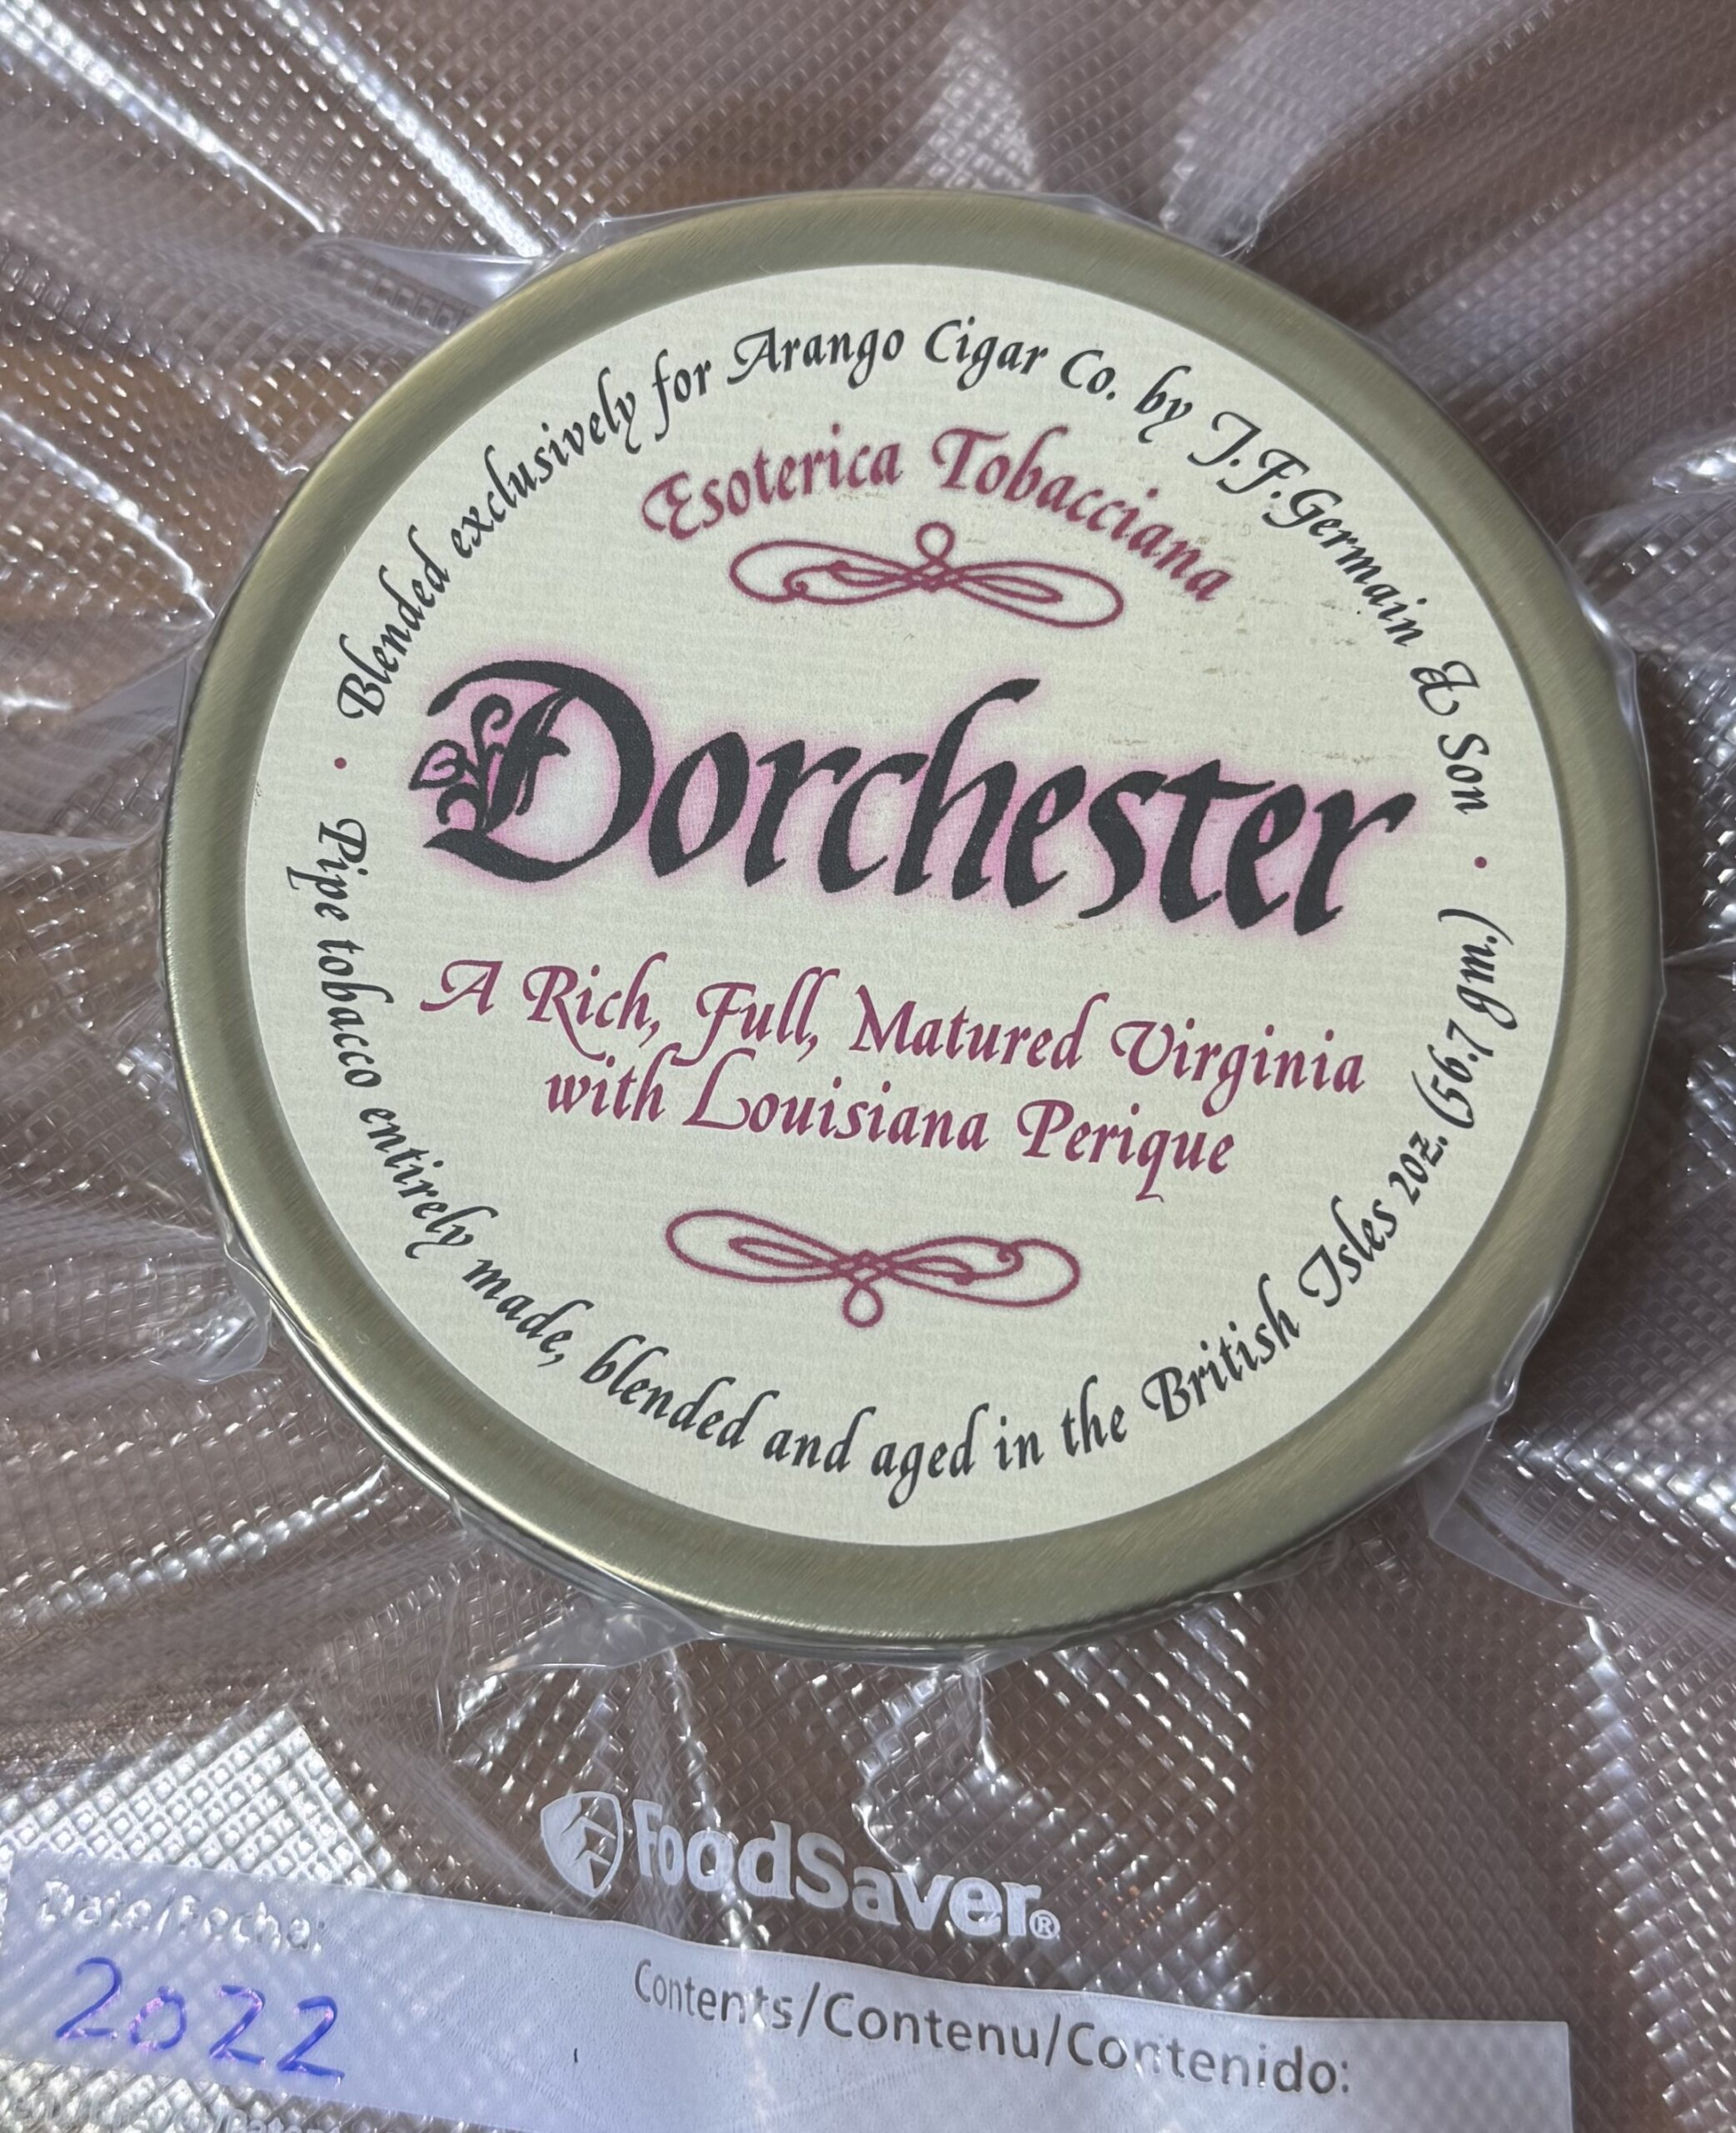 Blended exclusively for Arango Cigar Co. by J.F.Germain & Son
Esoterica Tobacciana
Dorchester
A Rich, Full, Matured Virginia
with Louisiana Perique
Pipe tobacco entirely made, blended and aged in the British Isles 2oz. (56.7 gm.)
FoodSaver®
Date/Fecha:
2022
Contents/Contenu/Contenido: